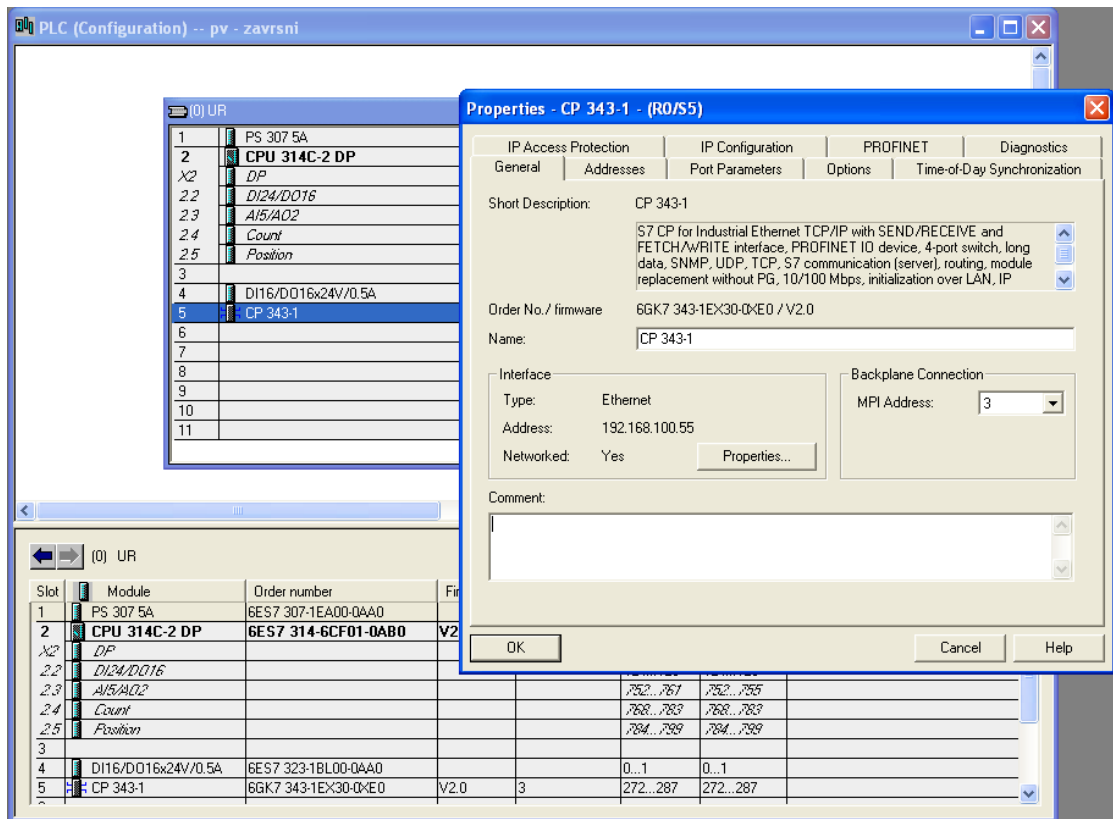 PLC (Configuration) -- pv - zavrsni
(0) UR
1 PS 307 5A
2 CPU 314C-2 DP
X2 DP
2.2 DI24/DO16
2.3 AI5/AO2
2.4 Count
2.5 Position
3
4 DI16/DO16x24V/0.5A
5 CP 343-1
6
7
8
9
10
11
Properties - CP 343-1 - (R0/S5)
IP Access Protection IP Configuration PROFINET Diagnostics
General Addresses Port Parameters Options Time-of-Day Synchronization
Short Description: CP 343-1
S7 CP for Industrial Ethernet TCP/IP with SEND/RECEIVE and
FETCH/WRITE interface, PROFINET IO device, 4-port switch, long
data, SNMP, UDP, TCP, S7 communication (server), routing, module
replacement without PG, 10/100 Mbps, initialization over LAN, IP
Order No./ firmware 6GK7 343-1EX30-0XE0 / V2.0
Name: CP 343-1
Interface
Type: Ethernet
Address: 192.168.100.55
Networked: Yes Properties...
Backplane Connection
MPI Address: 3
Comment:
OK Cancel Help
(0) UR
Slot Module Order number
1 PS 307 5A 6ES7 307-1EA00-0AA0
2 CPU 314C-2 DP 6ES7 314-6CF01-0AB0 V2
X2 DP
2.2 DI24/DO16
2.3 AI5/AO2 752...761 752...755
2.4 Count 768...783 768...783
2.5 Position 784...799 784...799
3
4 DI16/DO16x24V/0.5A 6ES7 323-1BL00-0AA0 0...1 0...1
5 CP 343-1 6GK7 343-1EX30-0XE0 V2.0 3 272...287 272...287